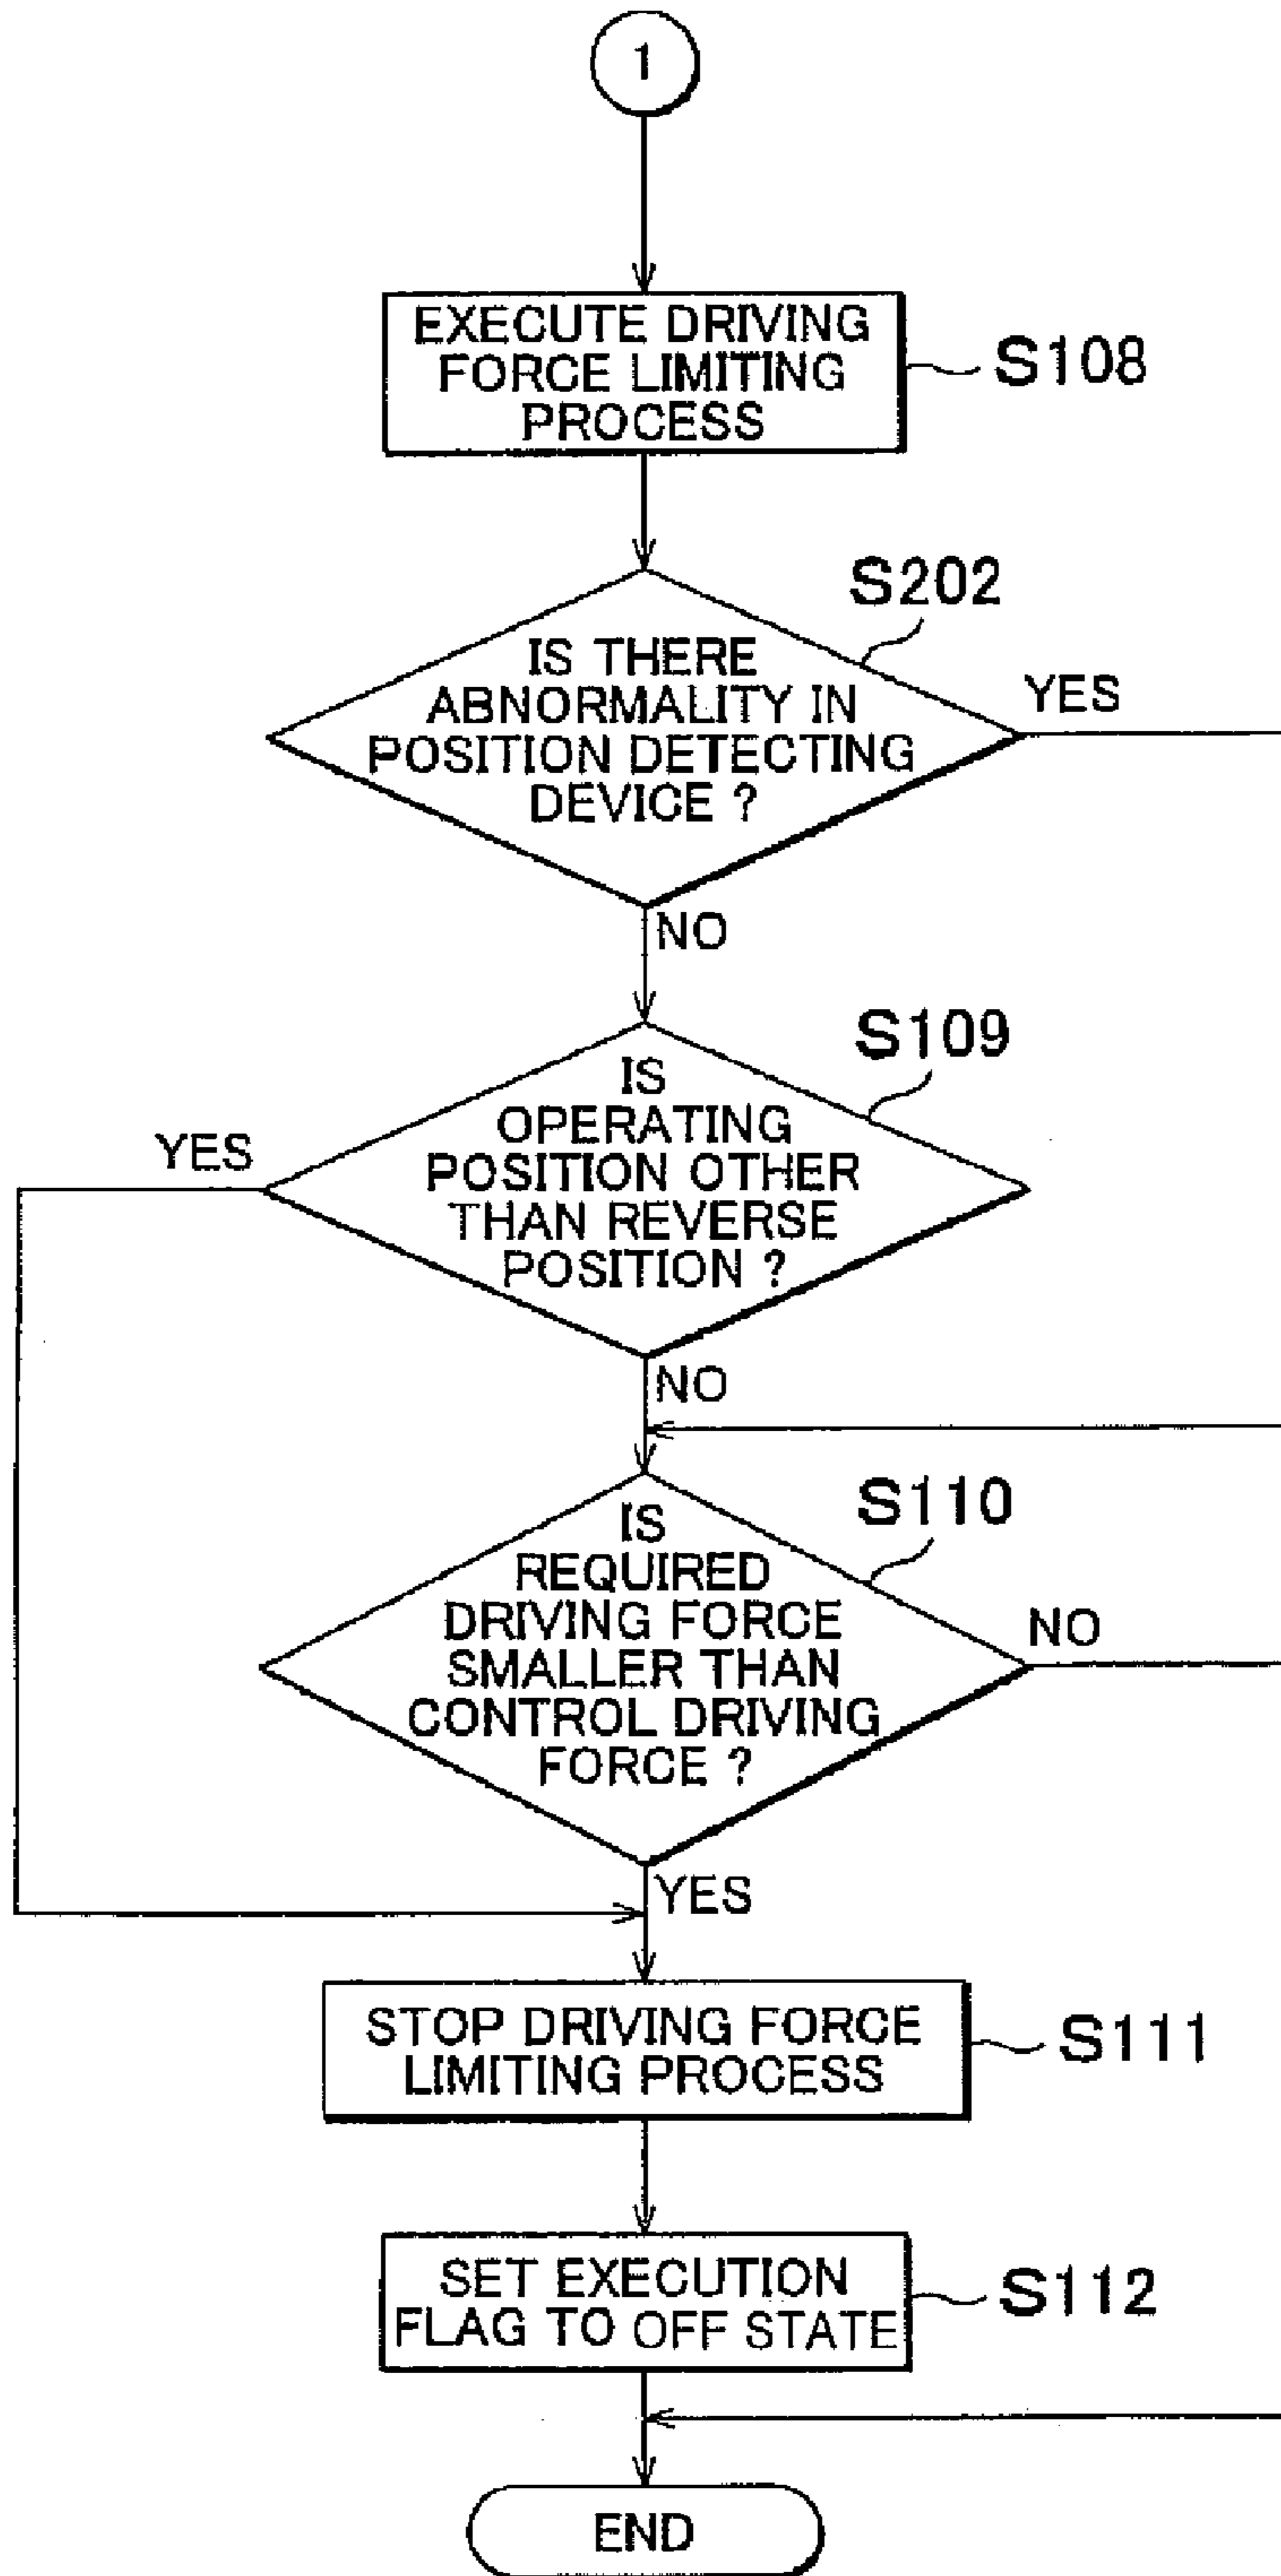 1
EXECUTE DRIVING
FORCE LIMITING
PROCESS
S108
S202
IS THERE
ABNORMALITY IN
POSITION DETECTING
DEVICE ?
YES
NO
S109
IS
OPERATING
POSITION OTHER
THAN REVERSE
POSITION ?
YES
NO
S110
IS
REQUIRED
DRIVING FORCE
SMALLER THAN
CONTROL DRIVING
FORCE ?
NO
YES
STOP DRIVING FORCE
LIMITING PROCESS
S111
SET EXECUTION
FLAG TO OFF STATE
S112
END